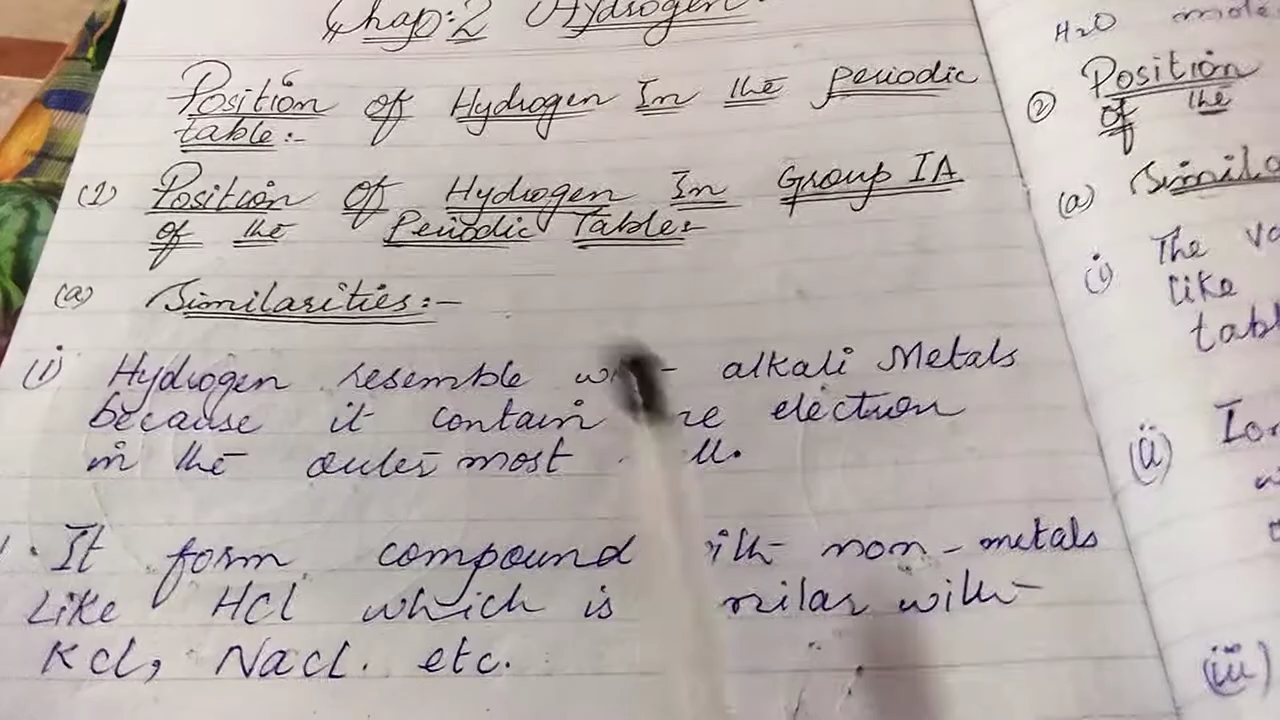 Chap:2 Hydrogen
Position of Hydrogen In the periodic
table:-
(1) Position of Hydrogen In Group IA
of the Periodic Table:-
(a) Similarities:-
(i) Hydrogen resemble alkali Metals
because it contain electron
in the outer most
It form compound non-metals
Like HCl which is with
KCl, NaCl. etc.
H2O
② Position
of the
(a)
(i) The
like
(ii)
(iii)